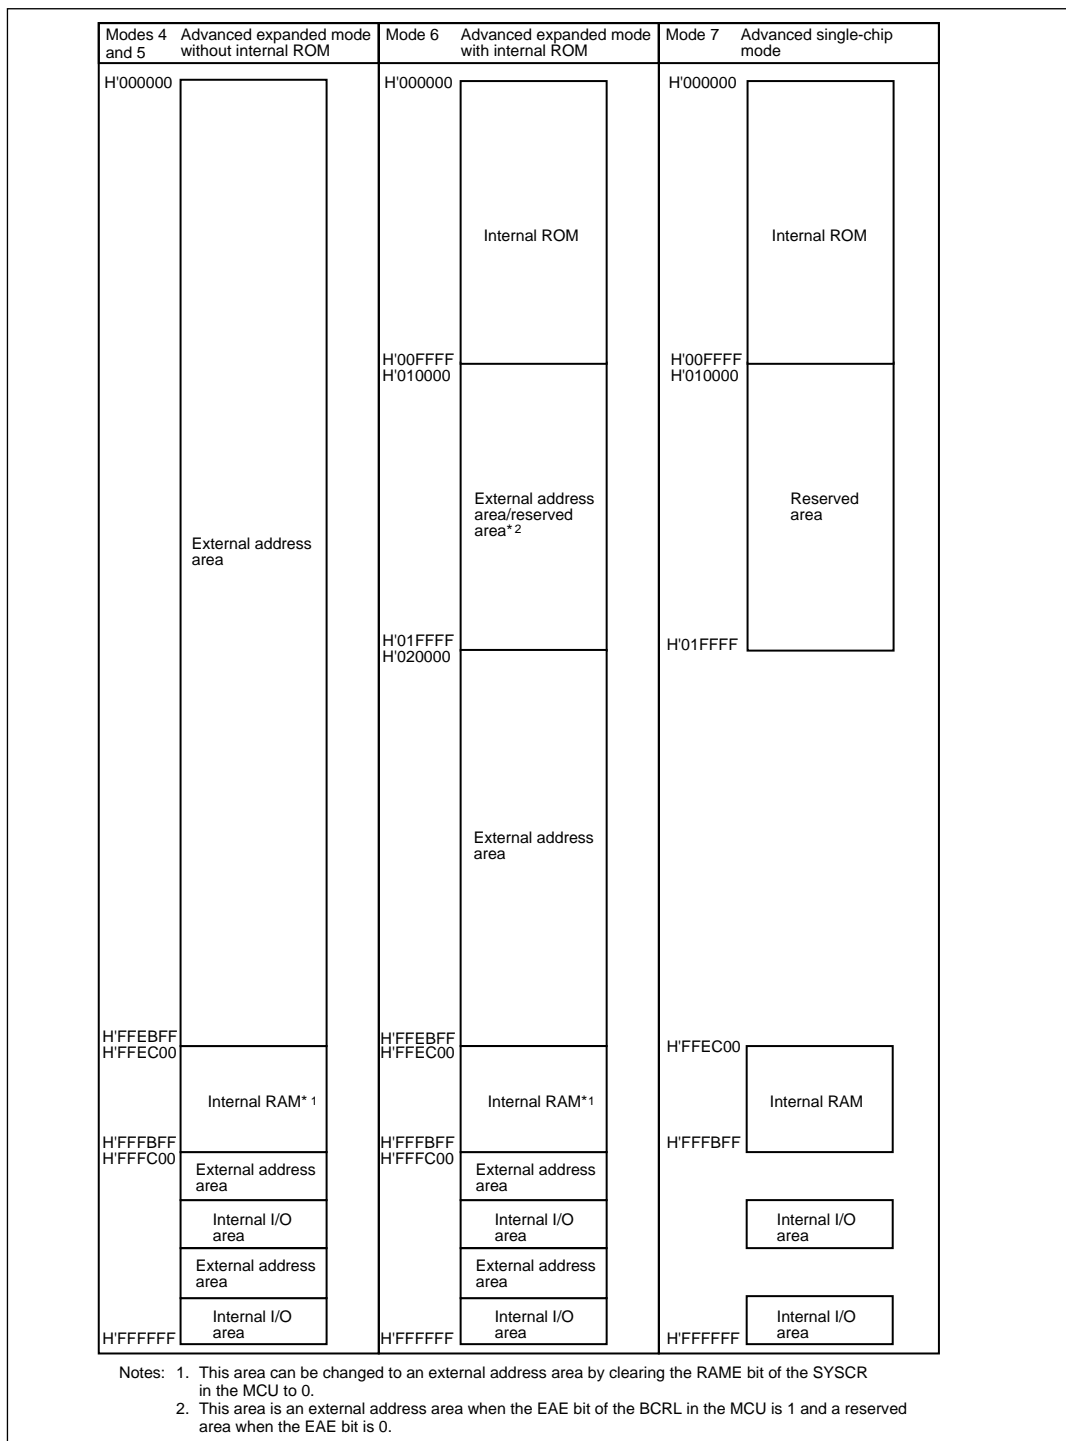 Modes 4 and 5
Advanced expanded mode without internal ROM
Mode 6
Advanced expanded mode with internal ROM
Mode 7
Advanced single-chip mode
H'000000
External address area
H'FFEBFF
H'FFEC00
Internal RAM*1
H'FFFBFF
H'FFFC00
External address area
Internal I/O area
External address area
Internal I/O area
H'FFFFFF
H'000000
Internal ROM
H'00FFFF
H'010000
External address area/reserved area*2
H'01FFFF
H'020000
External address area
H'FFEBFF
H'FFEC00
Internal RAM*1
H'FFFBFF
H'FFFC00
External address area
Internal I/O area
External address area
Internal I/O area
H'FFFFFF
H'000000
Internal ROM
H'00FFFF
H'010000
Reserved area
H'01FFFF
H'FFEC00
Internal RAM
H'FFFBFF
Internal I/O area
Internal I/O area
H'FFFFFF
Notes: 1. This area can be changed to an external address area by clearing the RAME bit of the SYSCR
in the MCU to 0.
2. This area is an external address area when the EAE bit of the BCRL in the MCU is 1 and a reserved
area when the EAE bit is 0.